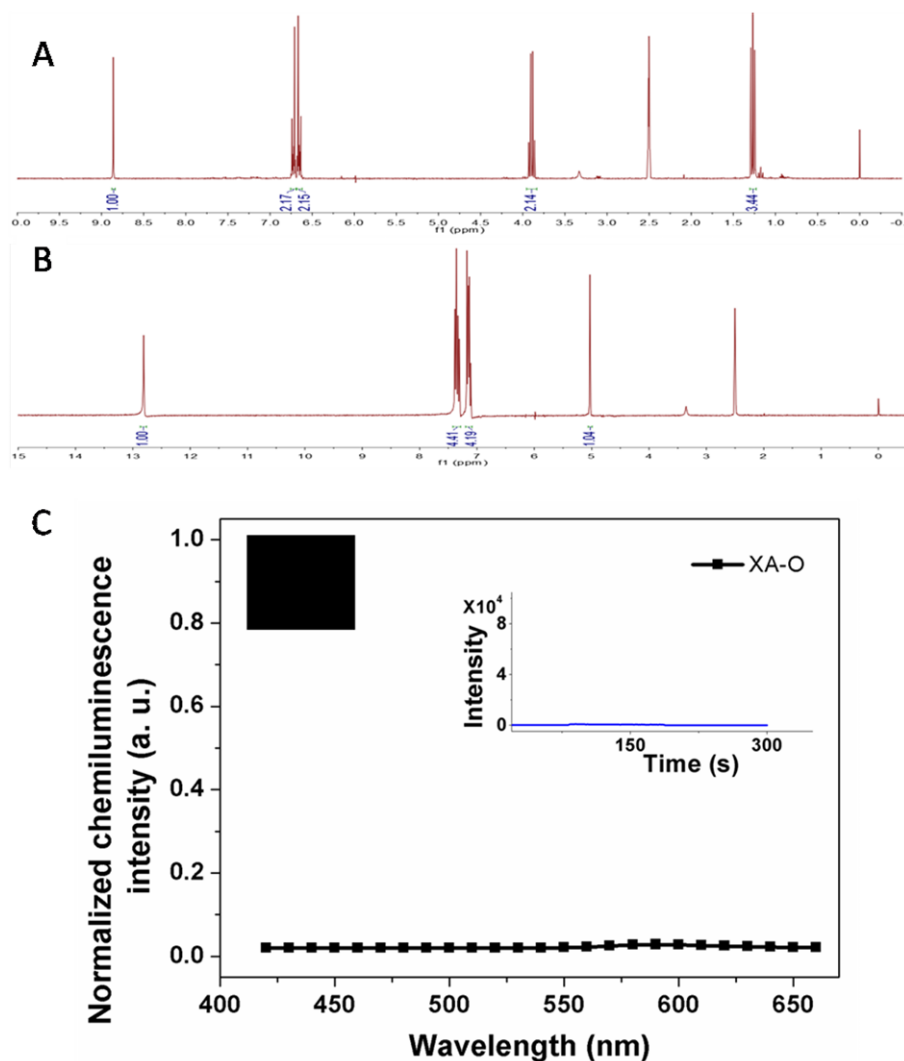 A
1.00
2.17
2.15
2.14
3.44
9.0 8.5 8.0 7.5 7.0 6.5 6.0 5.5 5.0 4.5 4.0 3.5 3.0 2.5 2.0 1.5 1.0 0.5 0.0
f1 (ppm)
B
1.00
4.41
4.19
1.04
15 14 13 12 11 10 9 8 7 6 5 4 3 2 1 0
f1 (ppm)
C
Normalized chemiluminescence
intensity (a. u.)
1.0
0.8
0.6
0.4
0.2
0.0
XA-O
X10⁴
Intensity
8
4
0
150 300
Time (s)
400 450 500 550 600 650
Wavelength (nm)